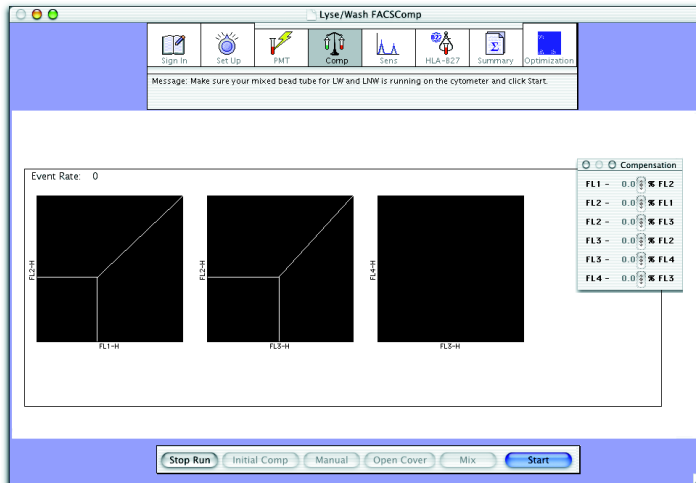 Lyse/Wash FACSComp
Sign In Set Up PMT Comp Sens HLA-B27 Summary Optimization
Message: Make sure your mixed bead tube for LW and LNW is running on the cytometer and click Start.
Event Rate: 0
Compensation
FL1 - 0.0 % FL2
FL2 - 0.0 % FL1
FL2 - 0.0 % FL3
FL3 - 0.0 % FL2
FL3 - 0.0 % FL4
FL4 - 0.0 % FL3
FL2-H FL2-H FL4-H
FL1-H FL3-H FL3-H
Stop Run Initial Comp Manual Open Cover Mix Start